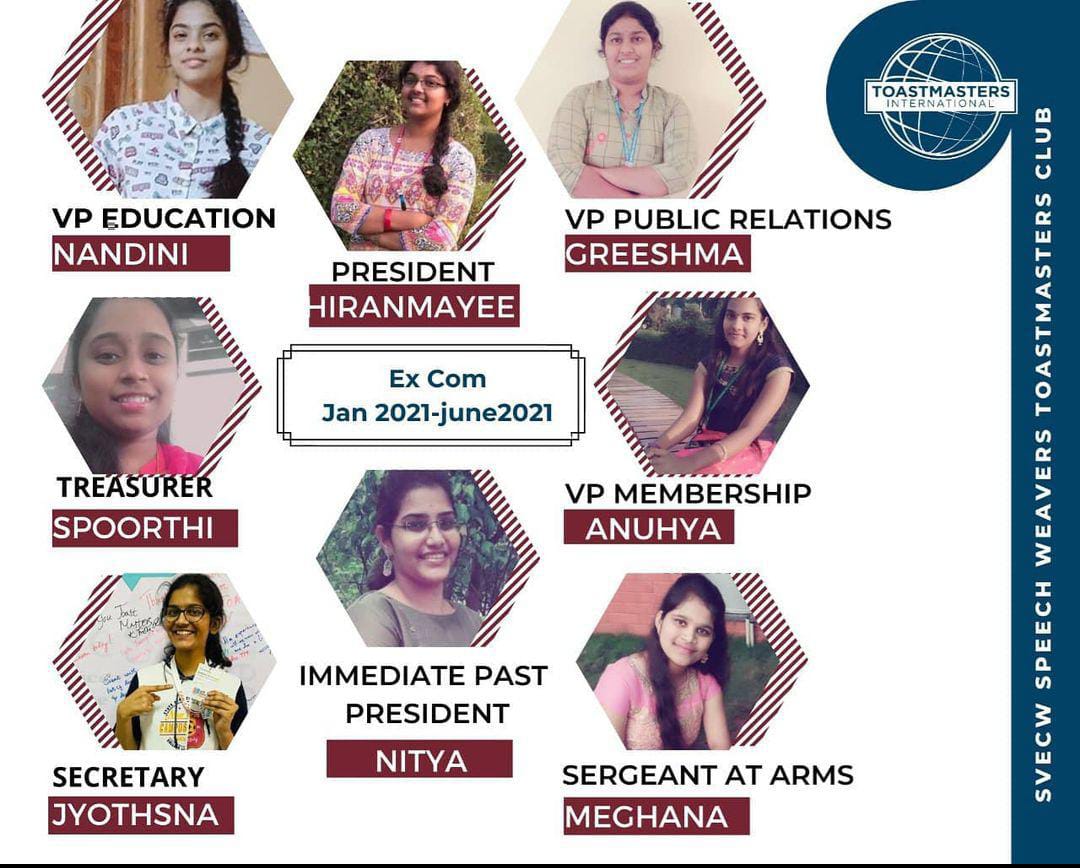 TOASTMASTERS
INTERNATIONAL
SVECW SPEECH WEAVERS TOASTMASTERS CLUB
VP EDUCATION
NANDINI
PRESIDENT
HIRANMAYEE
VP PUBLIC RELATIONS
GREESHMA
Ex Com
Jan 2021-june2021
TREASURER
SPOORTHI
VP MEMBERSHIP
ANUHYA
SECRETARY
JYOTHSNA
IMMEDIATE PAST
PRESIDENT
NITYA
SERGEANT AT ARMS
MEGHANA